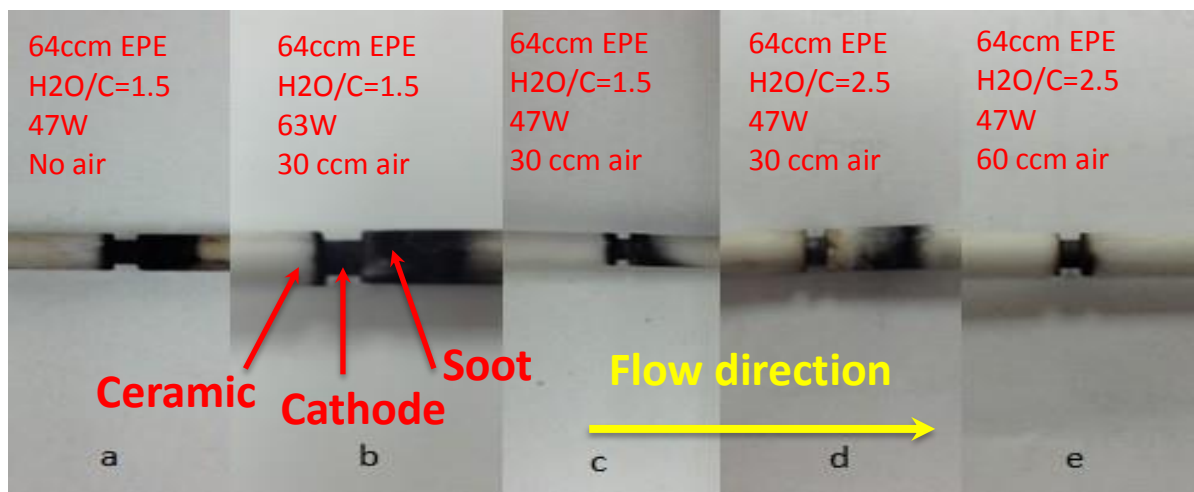 64ccm EPE
H2O/C=1.5
47W
No air
64ccm EPE
H2O/C=1.5
63W
30 ccm air
64ccm EPE
H2O/C=1.5
47W
30 ccm air
64ccm EPE
H2O/C=2.5
47W
30 ccm air
64ccm EPE
H2O/C=2.5
47W
60 ccm air
Ceramic
Cathode
Soot
Flow direction
a
b
c
d
e